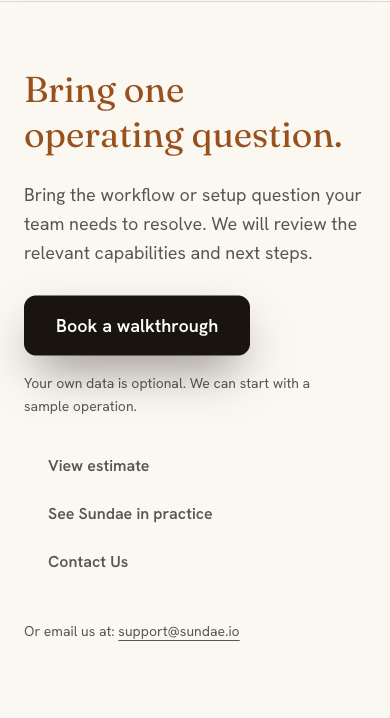 Bring one
operating question.
Bring the workflow or setup question your
team needs to resolve. We will review the
relevant capabilities and next steps.
Book a walkthrough
Your own data is optional. We can start with a
sample operation.
View estimate
See Sundae in practice
Contact Us
Or email us at: support@sundae.io